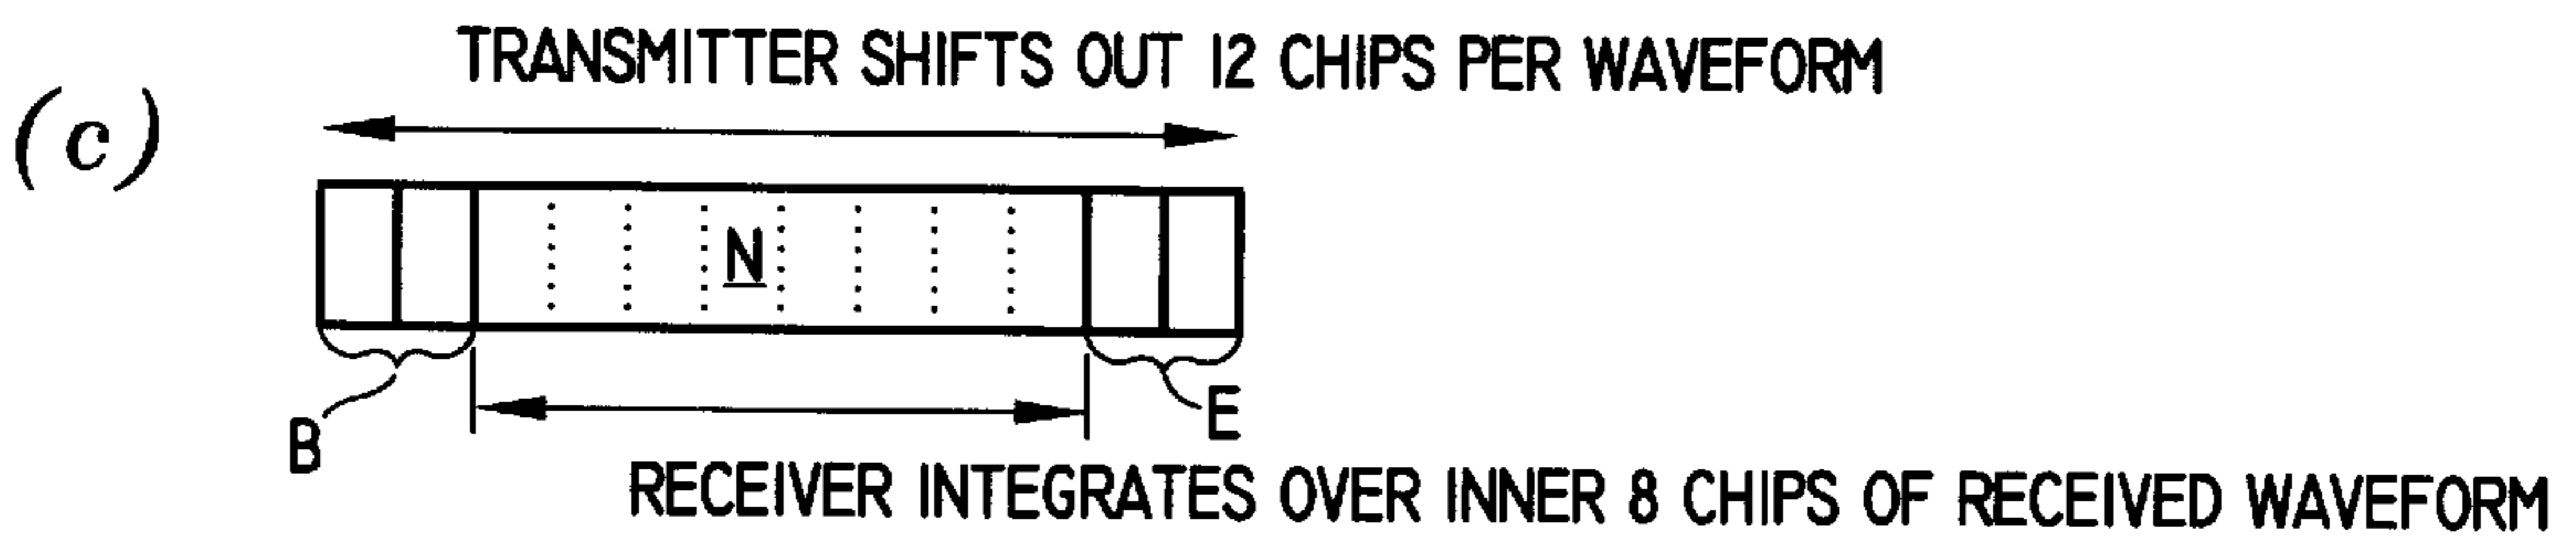 TRANSMITTER SHIFTS OUT 12 CHIPS PER WAVEFORM
(c)
N
B
E
RECEIVER INTEGRATES OVER INNER 8 CHIPS OF RECEIVED WAVEFORM